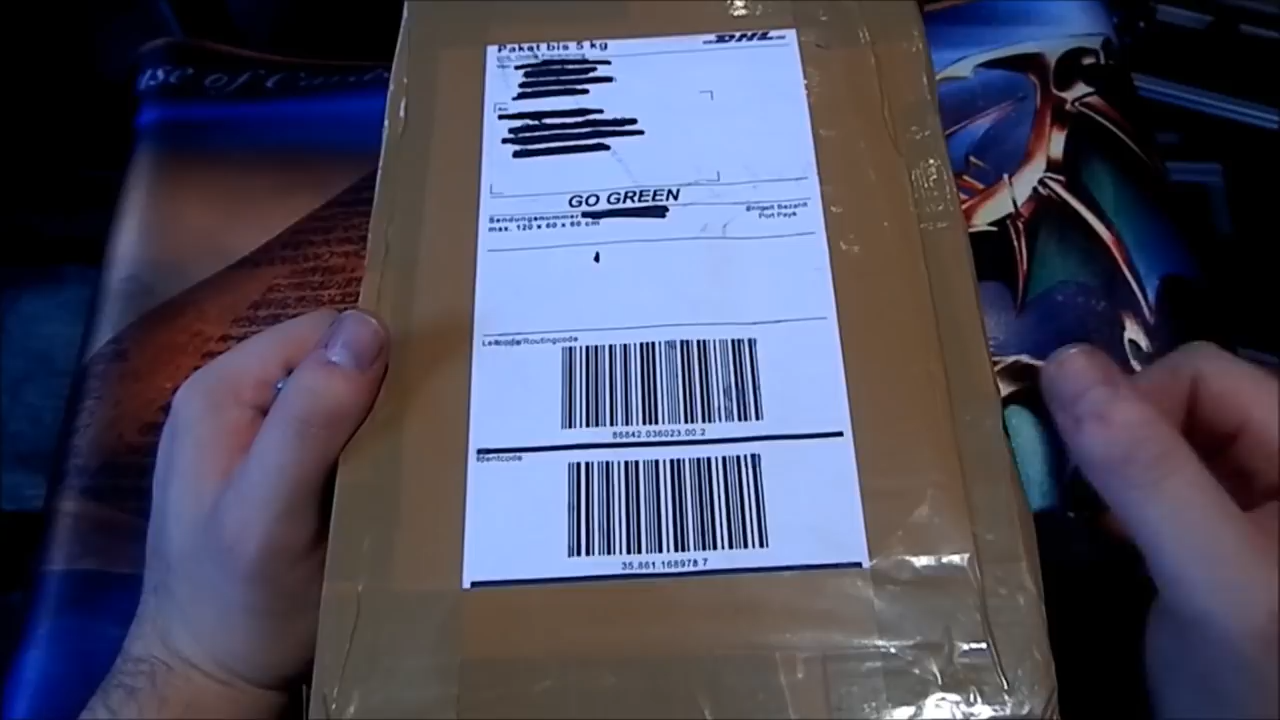 DHL
Paket bis 5 kg
GO GREEN
Sendungsnummer
max. 120 x 60 x 60 cm
Entgelt Bezahlt
Port Payé
Leitcode/Routingcode
86842.036023.00.2
Identcode
35.861.168978 7